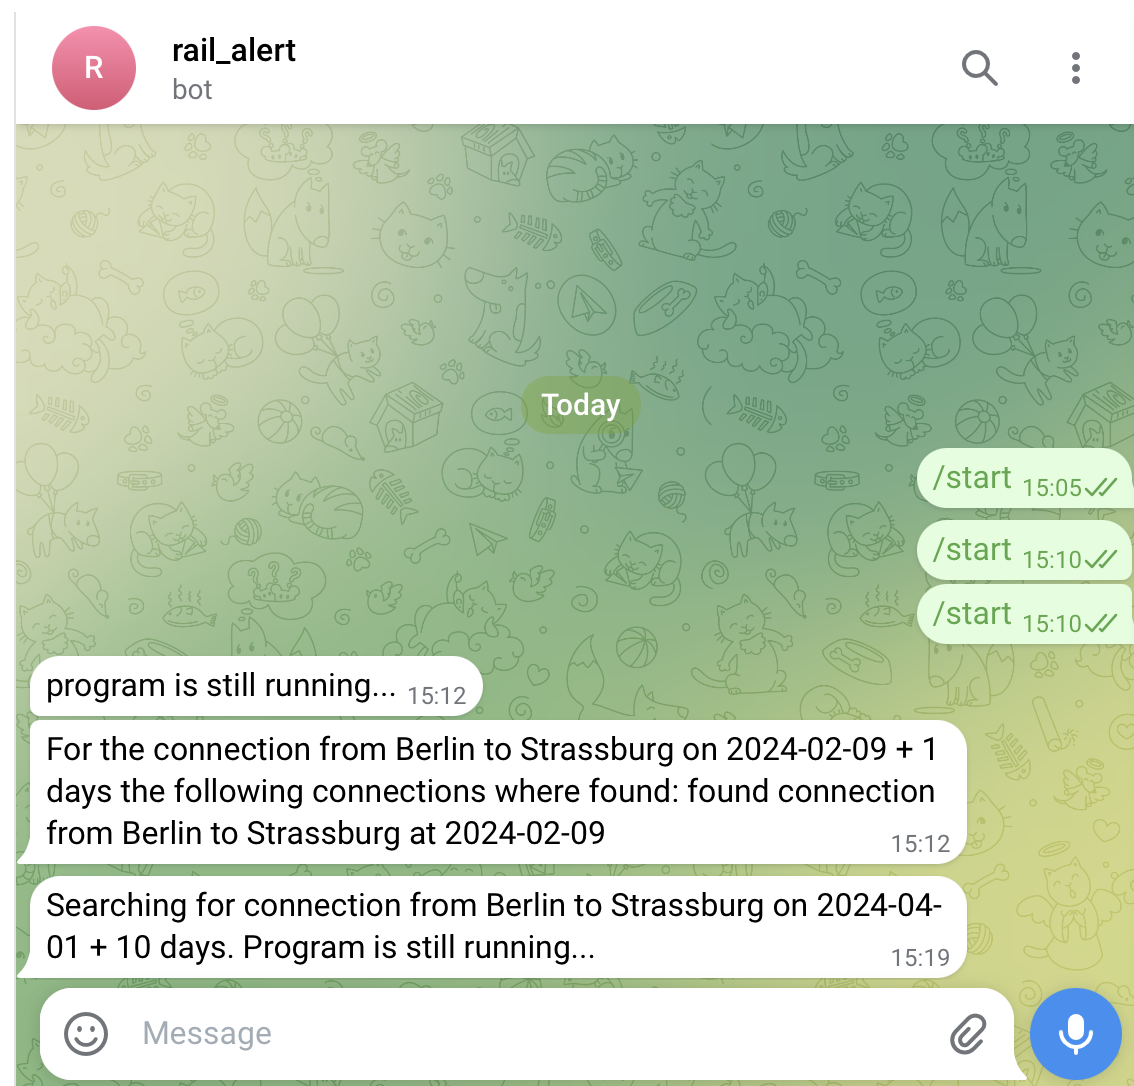 R
rail_alert
bot
Today
/start 15:05
/start 15:10
/start 15:10
program is still running... 15:12
For the connection from Berlin to Strassburg on 2024-02-09 + 1
days the following connections where found: found connection
from Berlin to Strassburg at 2024-02-09 15:12
Searching for connection from Berlin to Strassburg on 2024-04-
01 + 10 days. Program is still running... 15:19
Message